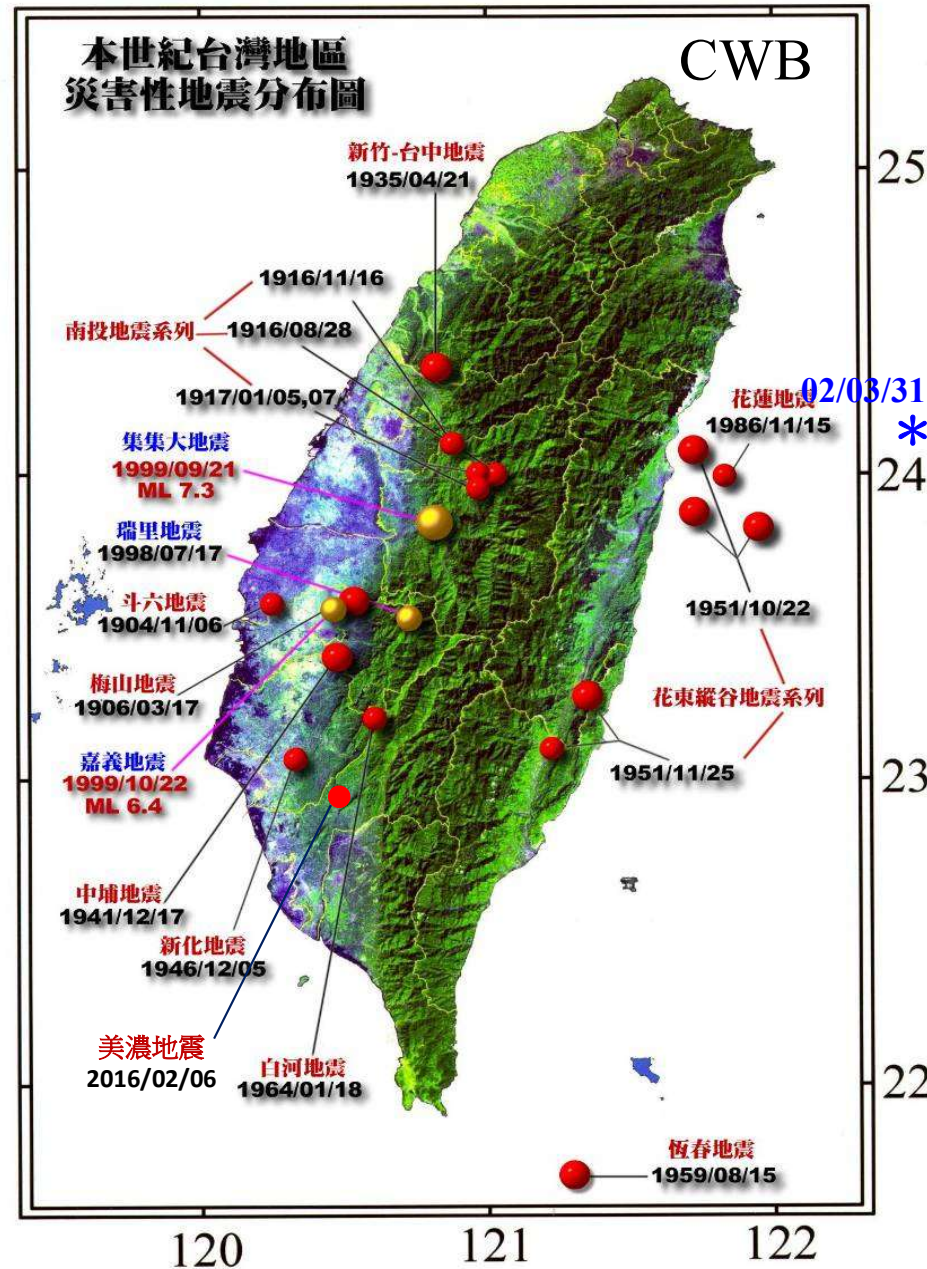 本世紀台灣地區
災害性地震分布圖
CWB
新竹-台中地震
1935/04/21
25
1916/11/16
南投地震系列
1916/08/28
1917/01/05,07
02/03/31
*
花蓮地震
1986/11/15
集集大地震
1999/09/21
ML 7.3
24
瑞里地震
1998/07/17
斗六地震
1904/11/06
1951/10/22
梅山地震
1906/03/17
花東縱谷地震系列
嘉義地震
1999/10/22
ML 6.4
1951/11/25
23
中埔地震
1941/12/17
新化地震
1946/12/05
美濃地震
2016/02/06
白河地震
1964/01/18
22
恆春地震
1959/08/15
120
121
122